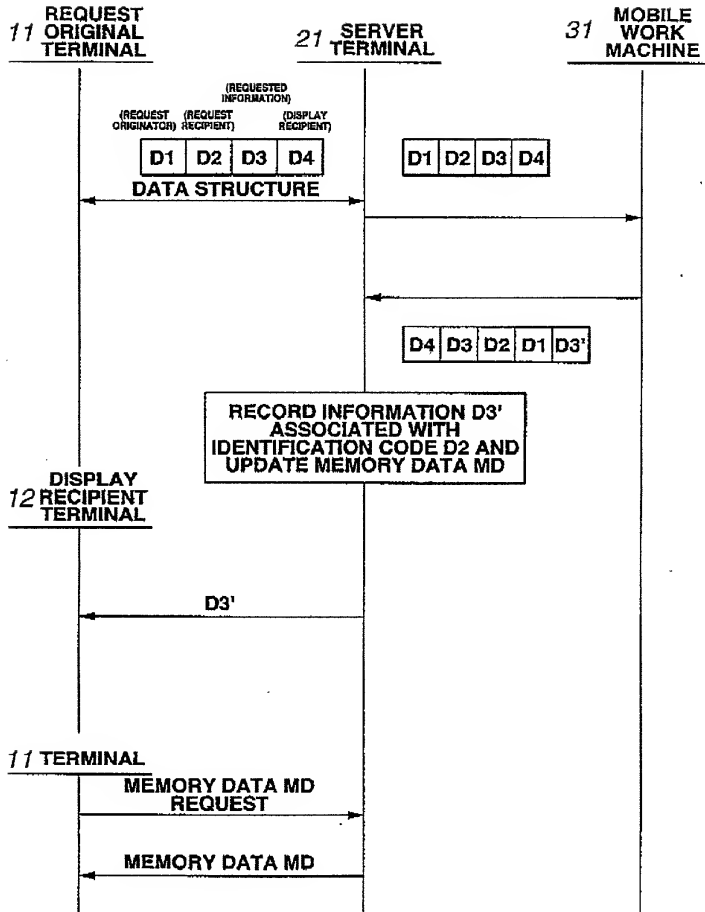 11 REQUEST
ORIGINAL
TERMINAL
21 SERVER
TERMINAL
31 MOBILE
WORK
MACHINE
(REQUESTED
INFORMATION)
(REQUEST
ORIGINATOR)
(REQUEST
RECIPIENT)
(DISPLAY
RECIPIENT)
D1 D2 D3 D4
DATA STRUCTURE
D1 D2 D3 D4
D4 D3 D2 D1 D3'
RECORD INFORMATION D3'
ASSOCIATED WITH
IDENTIFICATION CODE D2 AND
UPDATE MEMORY DATA MD
DISPLAY
12 RECIPIENT
TERMINAL
D3'
11 TERMINAL
MEMORY DATA MD
REQUEST
MEMORY DATA MD